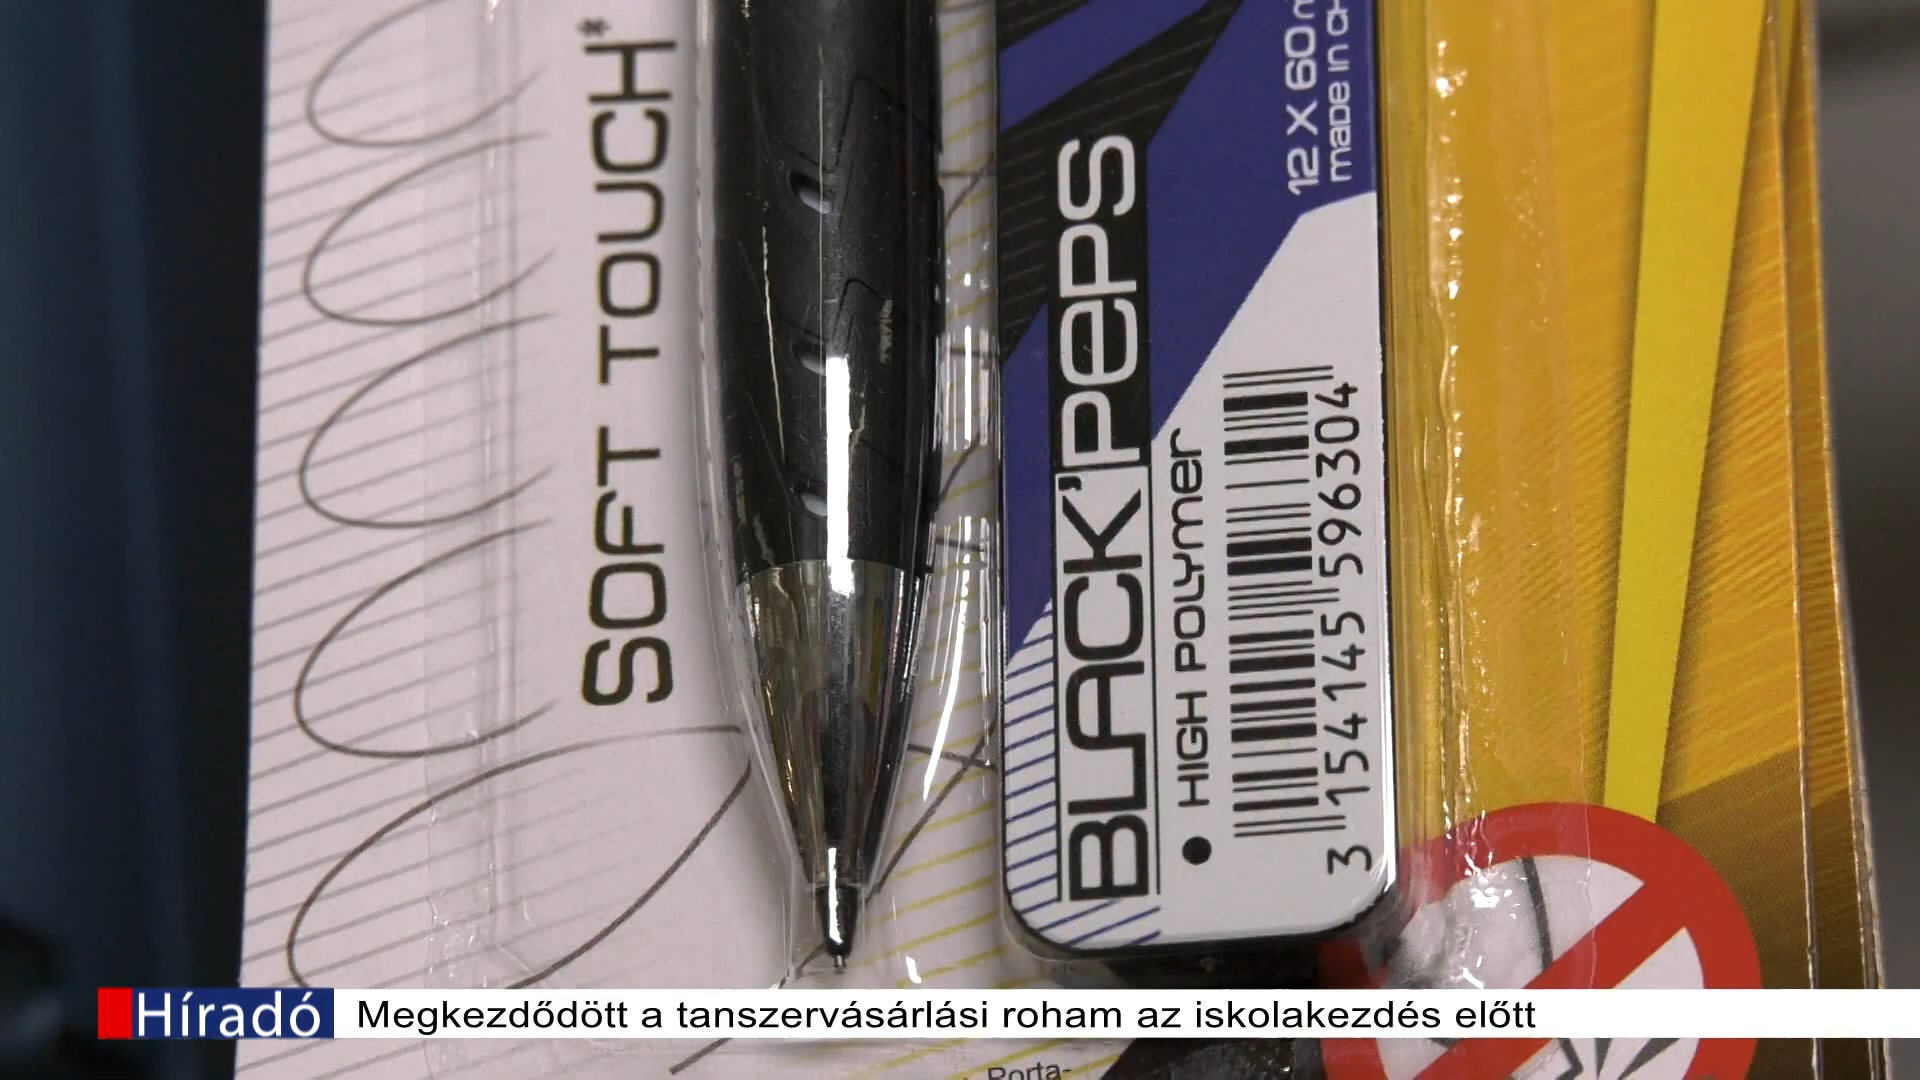 SOFT TOUCH*
BLACK'PEPS
HIGH POLYMER
12 X 60
made in
3 154145 596304
Híradó
Megkezdődött a tanszervásárlási roham az iskolakezdés előtt
Porta-